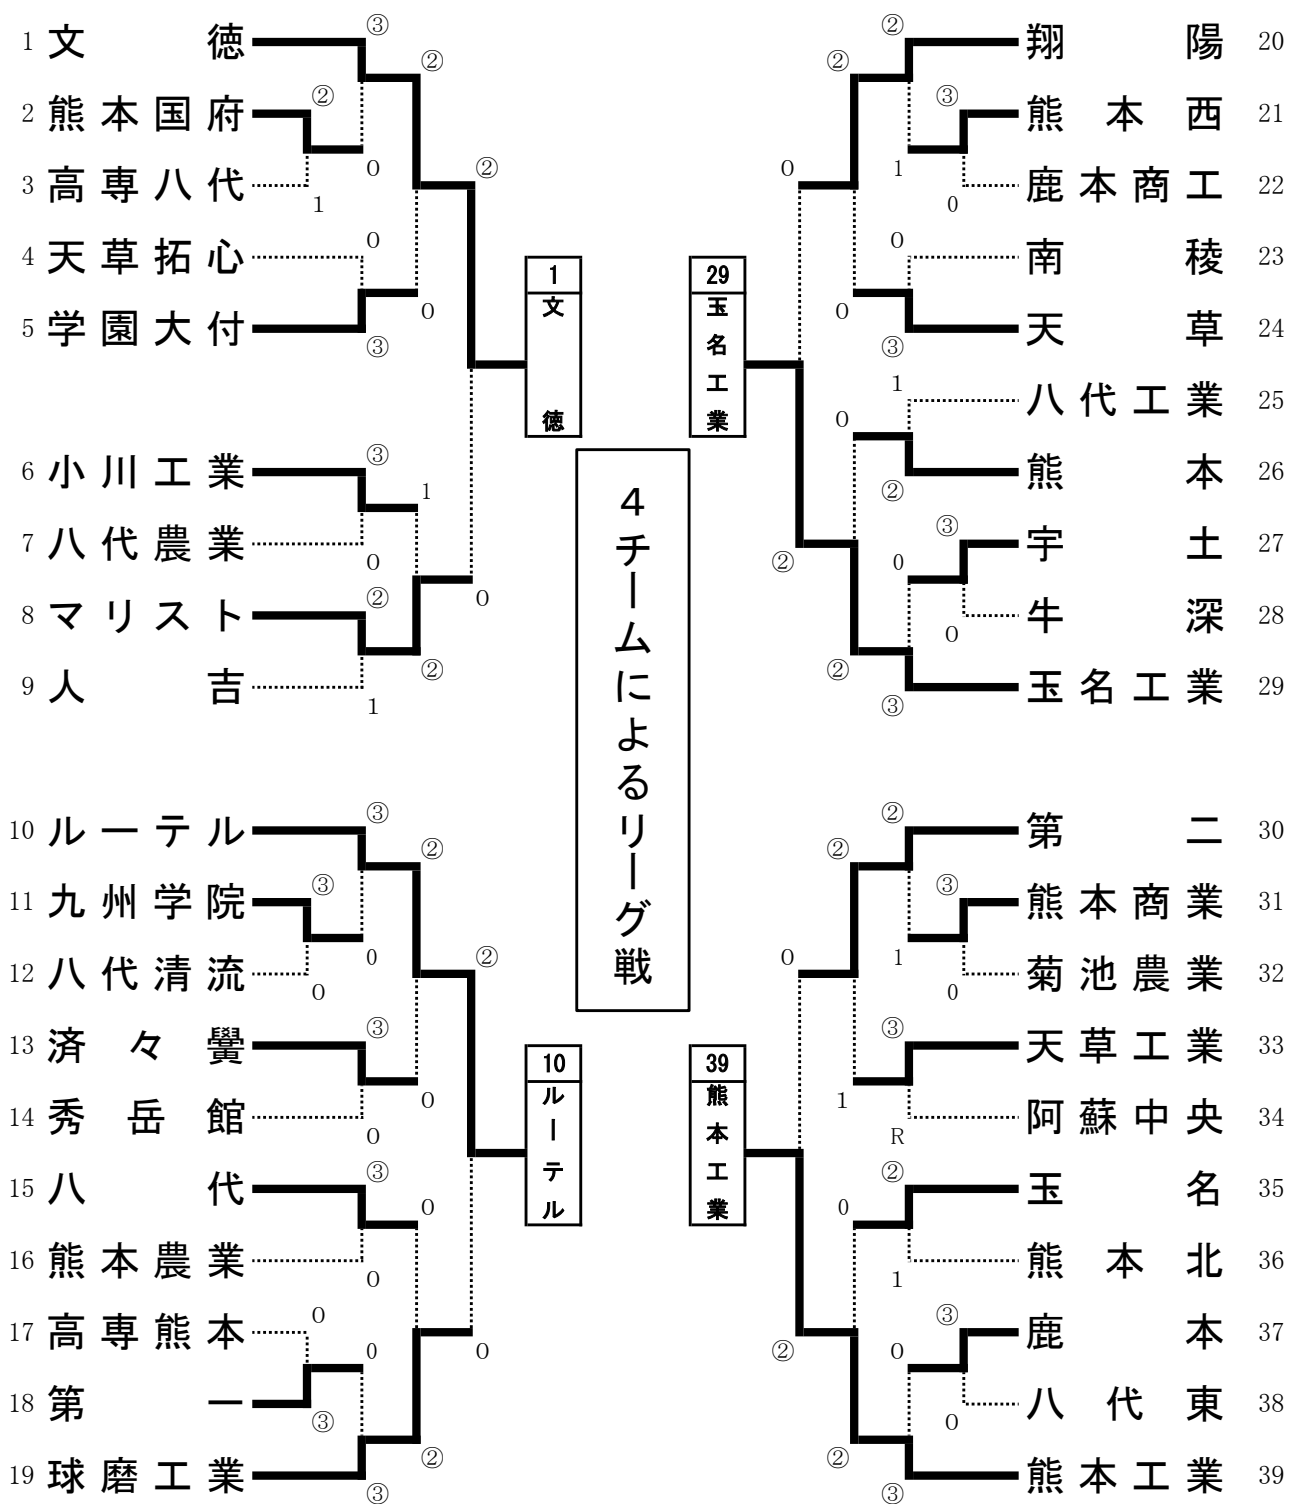 1 文徳
2 熊本国府
3 高専八代
4 天草拓心
5 学園大付
6 小川工業
7 八代農業
8 マリスト
9 人吉
10 ルーテル
11 九州学院
12 八代清流
13 済々黌
14 秀岳館
15 八代
16 熊本農業
17 高専熊本
18 第一
19 球磨工業
③
②
②
1
0
0
③
②
0
②
③
0
②
1
1
②
0
③
③
0
0
③
0
②
0
③
0
0
③
0
③
0
②
②
0
1
文徳
10
ルーテル
4チームによるリーグ戦
29
玉名工業
39
熊本工業
②
③
0
1
②
0
③
0
0
1
②
0
③
0
0
③
②
②
②
③
0
1
②
0
③
R
1
②
1
0
③
0
0
③
②
②
翔陽 20
熊本西 21
鹿本商工 22
南稜 23
天草 24
八代工業 25
熊本 26
宇土 27
牛深 28
玉名工業 29
第二 30
熊本商業 31
菊池農業 32
天草工業 33
阿蘇中央 34
玉名 35
熊本北 36
鹿本 37
八代東 38
熊本工業 39